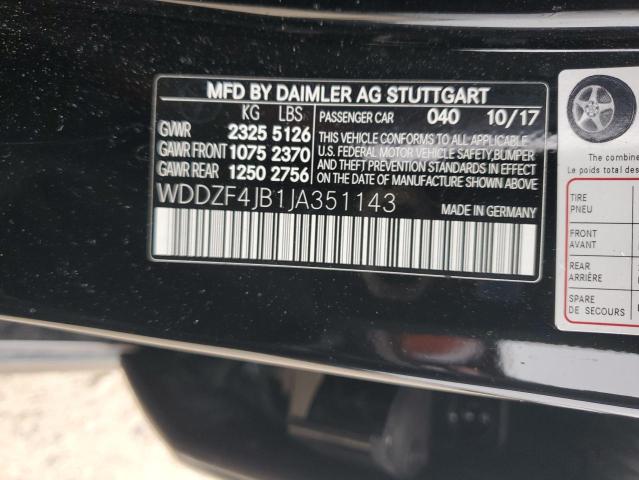 MFD BY DAIMLER AG STUTTGART
KG LBS
GVWR 2325 5126
GAWR FRONT 1075 2370
GAWR REAR 1250 2756
PASSENGER CAR 040 10/17
THIS VEHICLE CONFORMS TO ALL APPLICABLE
U.S. FEDERAL MOTOR VEHICLE SAFETY, BUMPER
AND THEFT PREVENTION STANDARDS IN EFFECT
ON THE DATE OF MANUFACTURE SHOWN ABOVE.
WDDZF4JB1JA351143
MADE IN GERMANY
The combine
Le poids total des
TIRE
PNEU
FRONT
AVANT
REAR
ARRIÈRE
SPARE
DE SECOURS